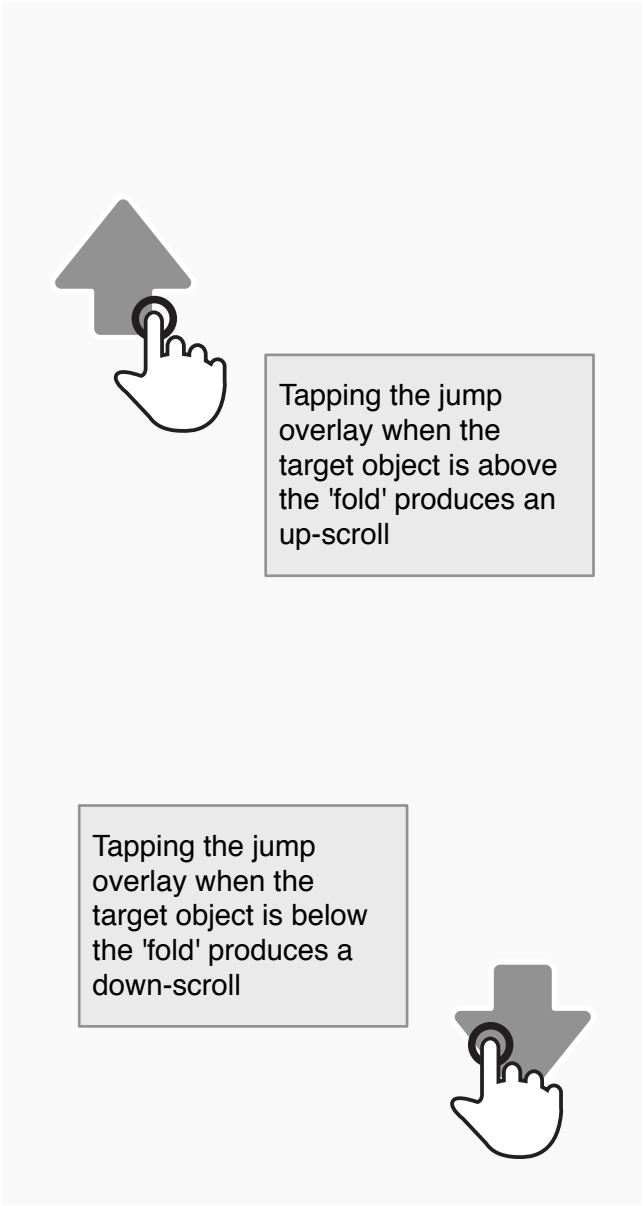 Tapping the jump
overlay when the
target object is above
the 'fold' produces an
up-scroll
Tapping the jump
overlay when the
target object is below
the 'fold' produces a
down-scroll